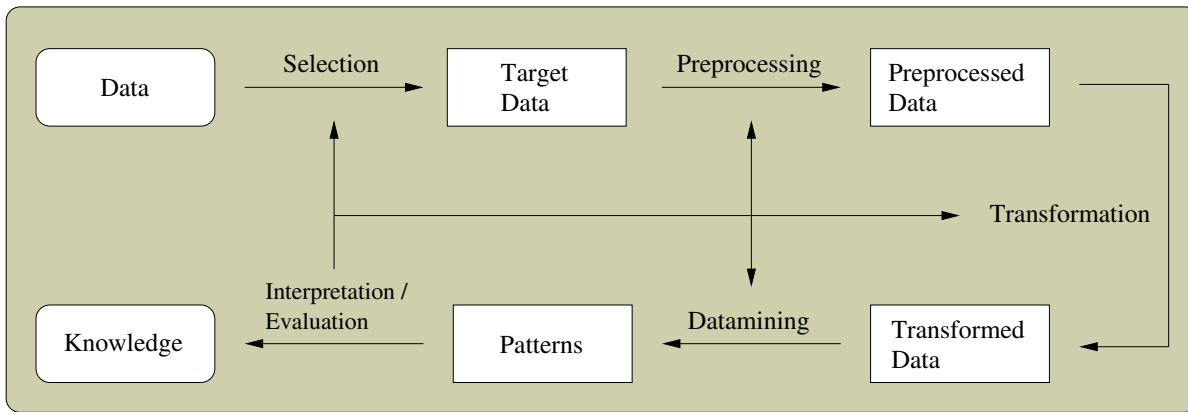 Data
Selection
Target
Data
Preprocessing
Preprocessed
Data
Transformation
Knowledge
Interpretation /
Evaluation
Patterns
Datamining
Transformed
Data